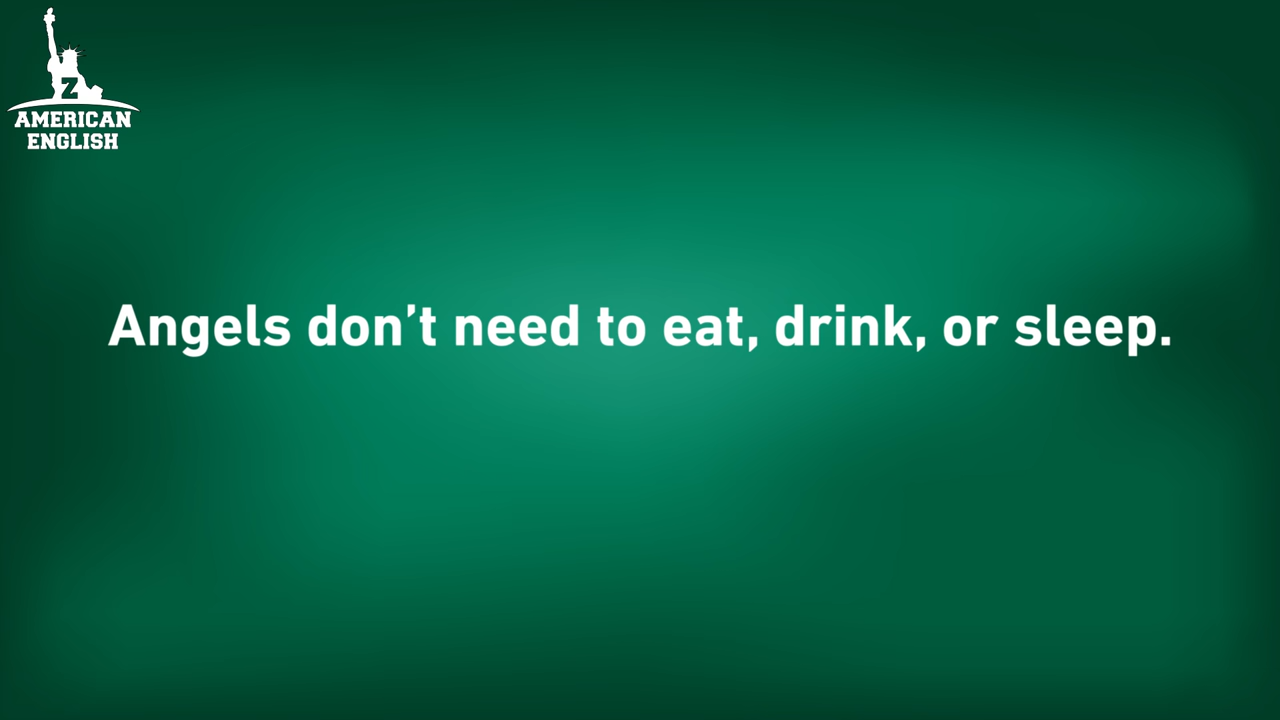 Z
AMERICAN
ENGLISH
Angels don’t need to eat, drink, or sleep.